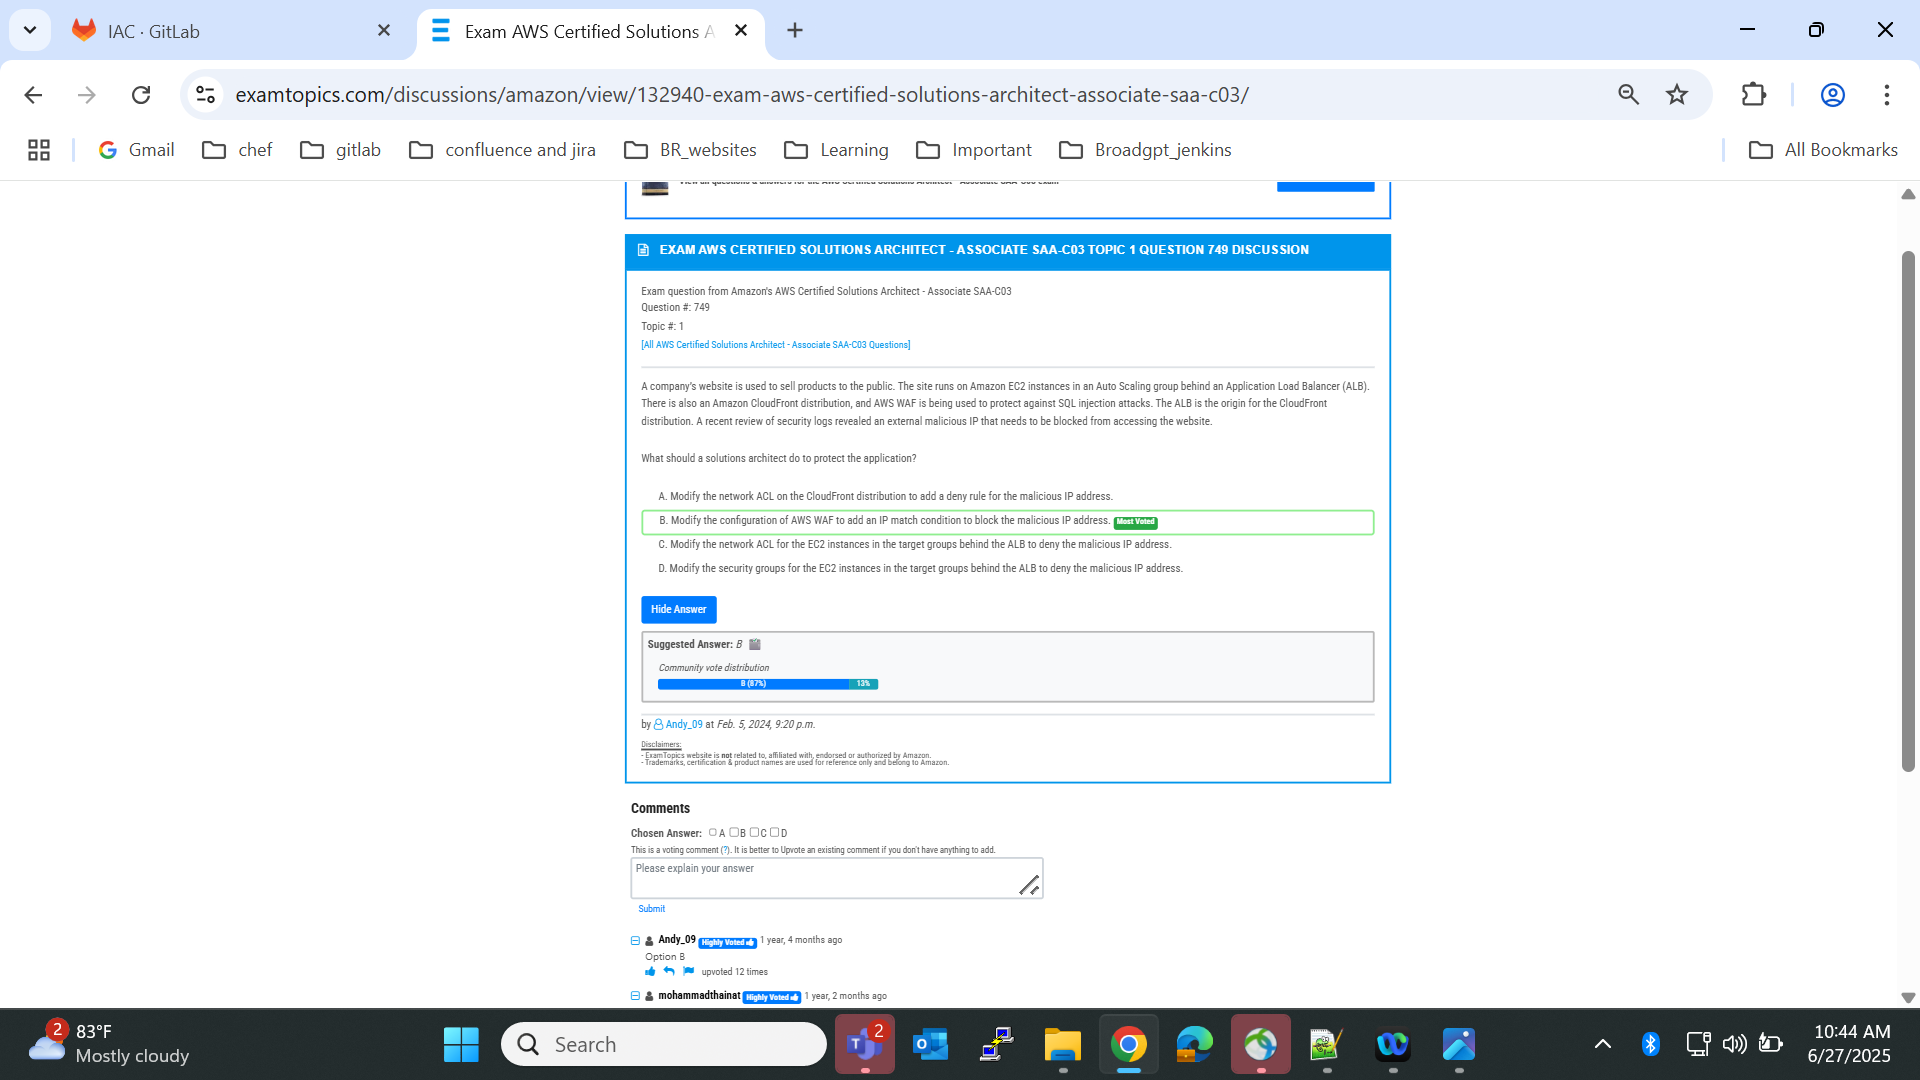 IAC · GitLab
Exam AWS Certified Solutions A
examtopics.com/discussions/amazon/view/132940-exam-aws-certified-solutions-architect-associate-saa-c03/
Gmail
chef
gitlab
confluence and jira
BR_websites
Learning
Important
Broadgpt_jenkins
All Bookmarks
EXAM AWS CERTIFIED SOLUTIONS ARCHITECT - ASSOCIATE SAA-C03 TOPIC 1 QUESTION 749 DISCUSSION
Exam question from Amazon's AWS Certified Solutions Architect - Associate SAA-C03
Question #: 749
Topic #: 1
[All AWS Certified Solutions Architect - Associate SAA-C03 Questions]
A company's website is used to sell products to the public. The site runs on Amazon EC2 instances in an Auto Scaling group behind an Application Load Balancer (ALB).
There is also an Amazon CloudFront distribution, and AWS WAF is being used to protect against SQL injection attacks. The ALB is the origin for the CloudFront
distribution. A recent review of security logs revealed an external malicious IP that needs to be blocked from accessing the website.
What should a solutions architect do to protect the application?
A. Modify the network ACL on the CloudFront distribution to add a deny rule for the malicious IP address.
B. Modify the configuration of AWS WAF to add an IP match condition to block the malicious IP address. Most Voted
C. Modify the network ACL for the EC2 instances in the target groups behind the ALB to deny the malicious IP address.
D. Modify the security groups for the EC2 instances in the target groups behind the ALB to deny the malicious IP address.
Hide Answer
Suggested Answer: B
Community vote distribution
B (87%) 13%
by Andy_09 at Feb. 5, 2024, 9:20 p.m.
Disclaimers:
- ExamTopics website is not related to, affiliated with, endorsed or authorized by Amazon.
- Trademarks, certification & product names are used for reference only and belong to Amazon.
Comments
Chosen Answer: A B C D
This is a voting comment (?). It is better to Upvote an existing comment if you don't have anything to add.
Please explain your answer
Submit
Andy_09 Highly Voted 1 year, 4 months ago
Option B
upvoted 12 times
mohammadthainat Highly Voted 1 year, 2 months ago
2
83°F
Mostly cloudy
Search
2
10:44 AM
6/27/2025